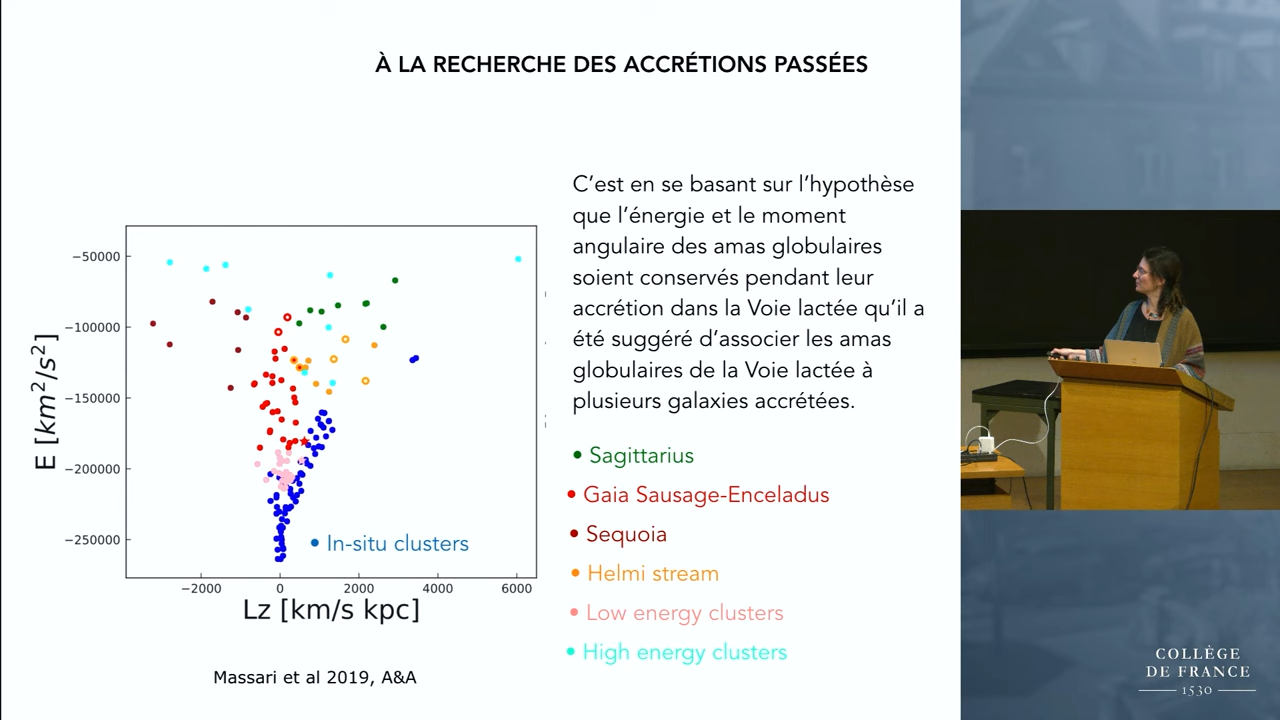 À LA RECHERCHE DES ACCRÉTIONS PASSÉES
C'est en se basant sur l'hypothèse
que l'énergie et le moment
angulaire des amas globulaires
soient conservés pendant leur
accrétion dans la Voie lactée qu'il a
été suggéré d'associer les amas
globulaires de la Voie lactée à
plusieurs galaxies accrétées.
• Sagittarius
• Gaia Sausage-Enceladus
• Sequoia
• Helmi stream
• Low energy clusters
• High energy clusters
E [km²/s²]
−50000
−100000
−150000
−200000
−250000
• In-situ clusters
−2000 0 2000 4000 6000
Lz [km/s kpc]
Massari et al 2019, A&A
COLLÈGE
DE FRANCE
1530